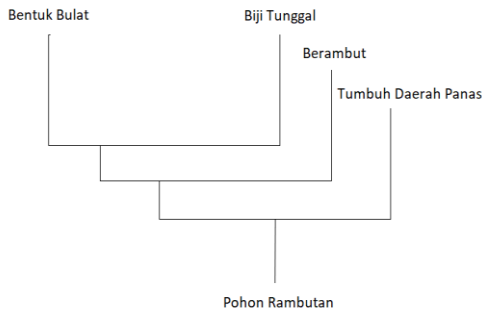 Bentuk Bulat
Biji Tunggal
Berambut
Tumbuh Daerah Panas
Pohon Rambutan